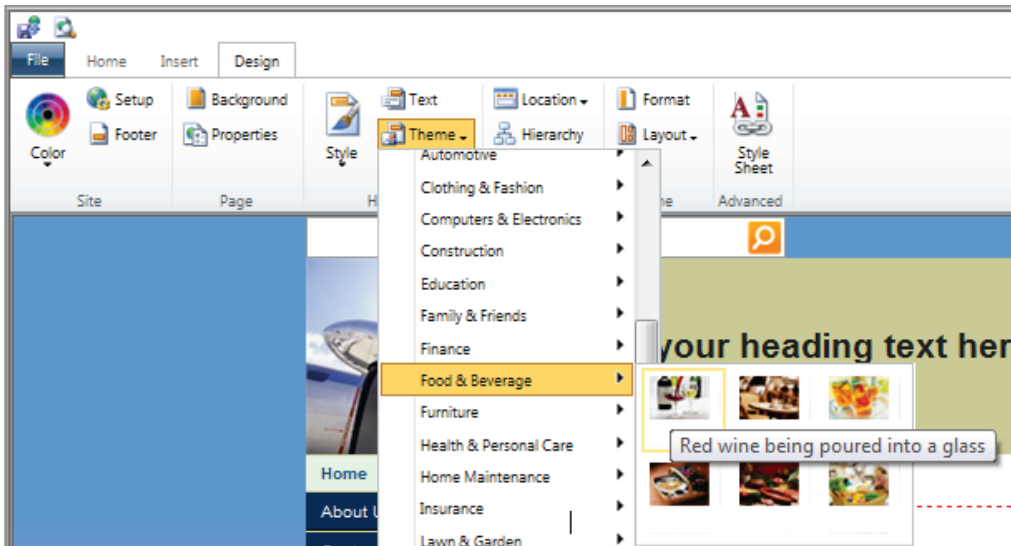 File Home Insert Design
Setup Background Text Location Format
Footer Properties Theme Hierarchy Layout
Color Style Style
Sheet
Site Page H ne Advanced
Automotive
Clothing & Fashion
Computers & Electronics
Construction
Education
Family & Friends
Finance
your heading text her
Food & Beverage
Furniture
Health & Personal Care
Red wine being poured into a glass
Home
Home Maintenance
Insurance
About U
Lawn & Garden